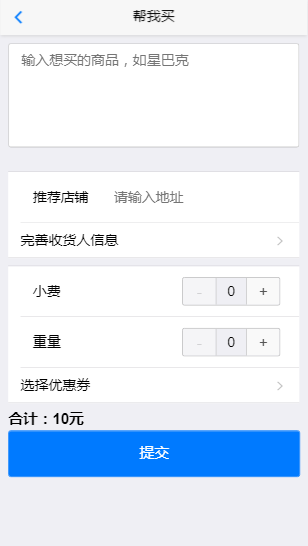 帮我买
输入想买的商品，如星巴克
推荐店铺 请输入地址
完善收货人信息
小费 - 0 +
重量 - 0 +
选择优惠券
合计：10元
提交